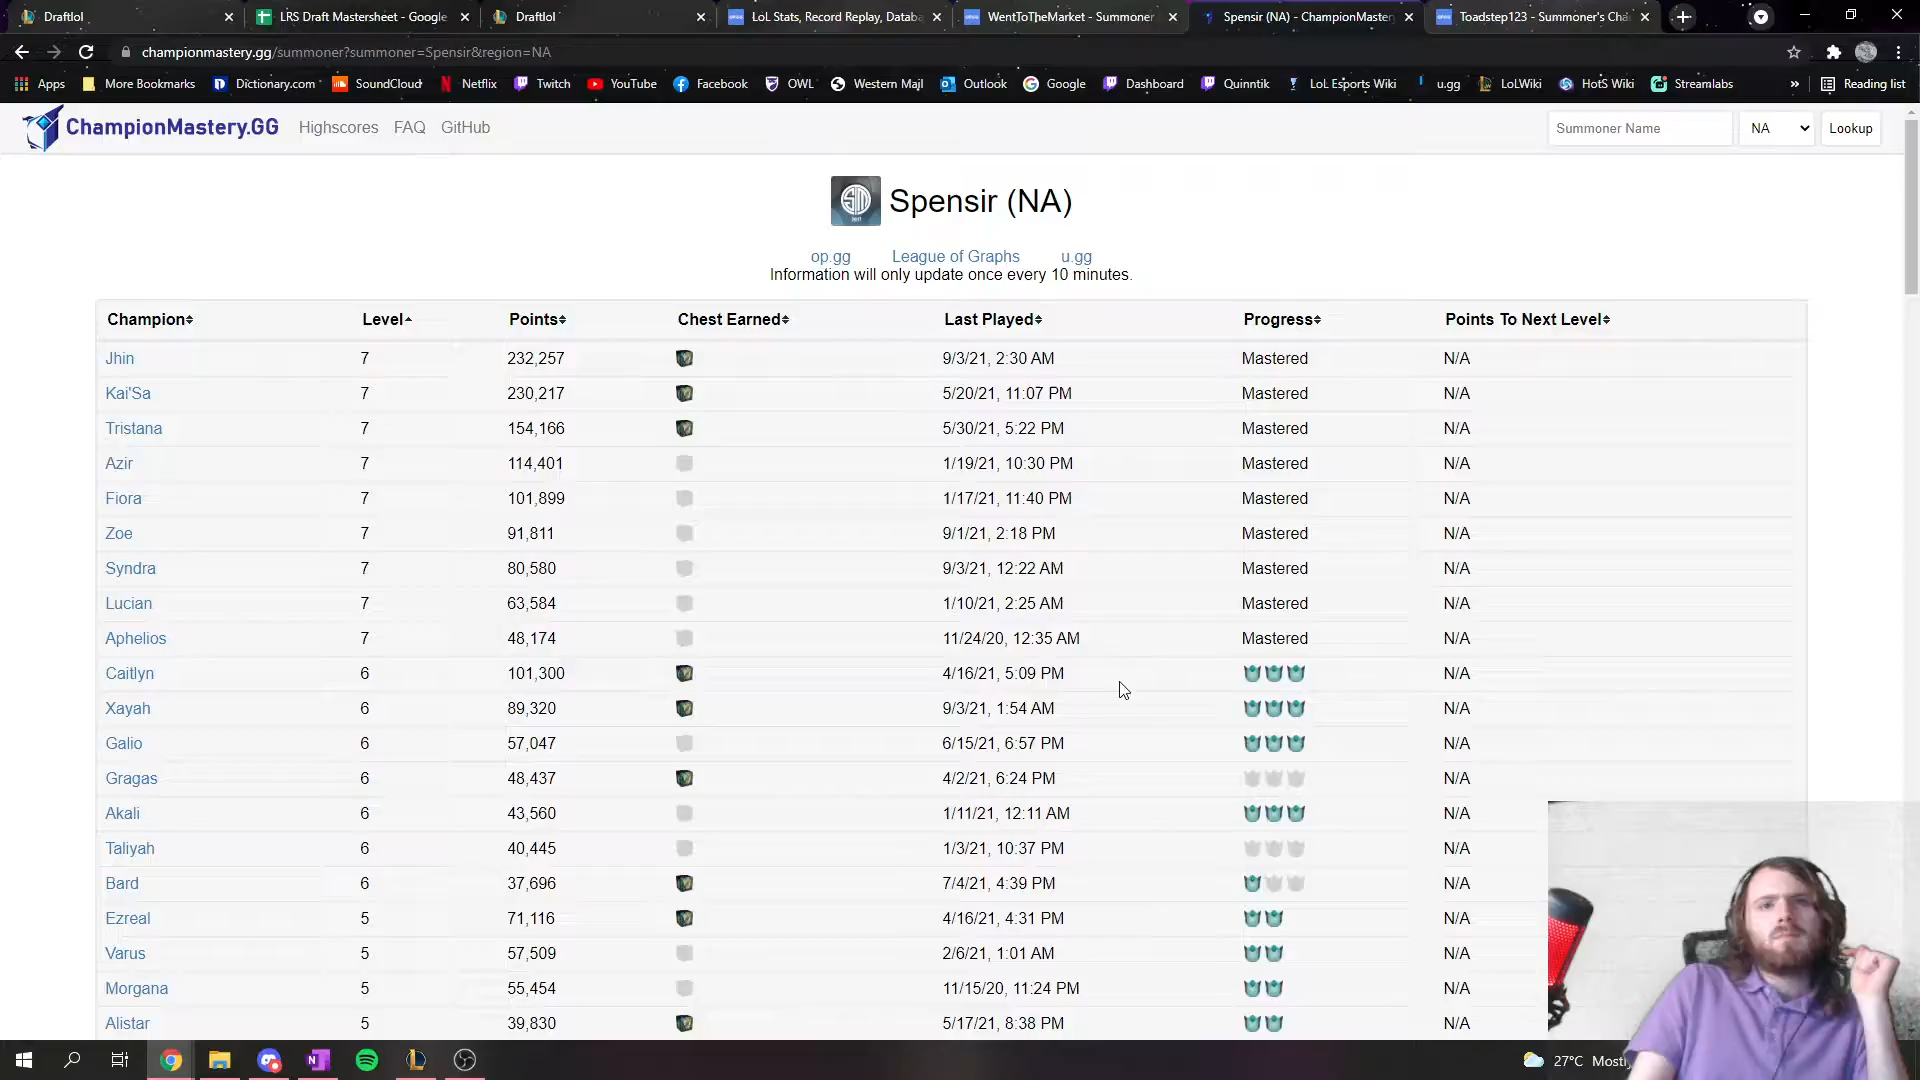 Draftlol
LRS Draft Mastersheet - Google
Draftlol
LoL Stats, Record Replay, Databa
WentToTheMarket - Summoner
Spensir (NA) - ChampionMastery
Toadstep123 - Summoner's Cha
championmastery.gg/summoner?summoner=Spensir&region=NA
Apps More Bookmarks Dictionary.com SoundCloud Netflix Twitch YouTube Facebook OWL Western Mail Outlook Google Dashboard Quinntik LoL Esports Wiki u.gg LoLWiki HotS Wiki Streamlabs » Reading list
ChampionMastery.GG Highscores FAQ GitHub Summoner Name NA Lookup
Spensir (NA)
op.gg League of Graphs u.gg
Information will only update once every 10 minutes.
Champion Level Points Chest Earned Last Played Progress Points To Next Level
Jhin 7 232,257 9/3/21, 2:30 AM Mastered N/A
Kai'Sa 7 230,217 5/20/21, 11:07 PM Mastered N/A
Tristana 7 154,166 5/30/21, 5:22 PM Mastered N/A
Azir 7 114,401 1/19/21, 10:30 PM Mastered N/A
Fiora 7 101,899 1/17/21, 11:40 PM Mastered N/A
Zoe 7 91,811 9/1/21, 2:18 PM Mastered N/A
Syndra 7 80,580 9/3/21, 12:22 AM Mastered N/A
Lucian 7 63,584 1/10/21, 2:25 AM Mastered N/A
Aphelios 7 48,174 11/24/20, 12:35 AM Mastered N/A
Caitlyn 6 101,300 4/16/21, 5:09 PM N/A
Xayah 6 89,320 9/3/21, 1:54 AM N/A
Galio 6 57,047 6/15/21, 6:57 PM N/A
Gragas 6 48,437 4/2/21, 6:24 PM N/A
Akali 6 43,560 1/11/21, 12:11 AM N/A
Taliyah 6 40,445 1/3/21, 10:37 PM N/A
Bard 6 37,696 7/4/21, 4:39 PM N/A
Ezreal 5 71,116 4/16/21, 4:31 PM N/A
Varus 5 57,509 2/6/21, 1:01 AM N/A
Morgana 5 55,454 11/15/20, 11:24 PM N/A
Alistar 5 39,830 5/17/21, 8:38 PM N/A
27°C Mostly